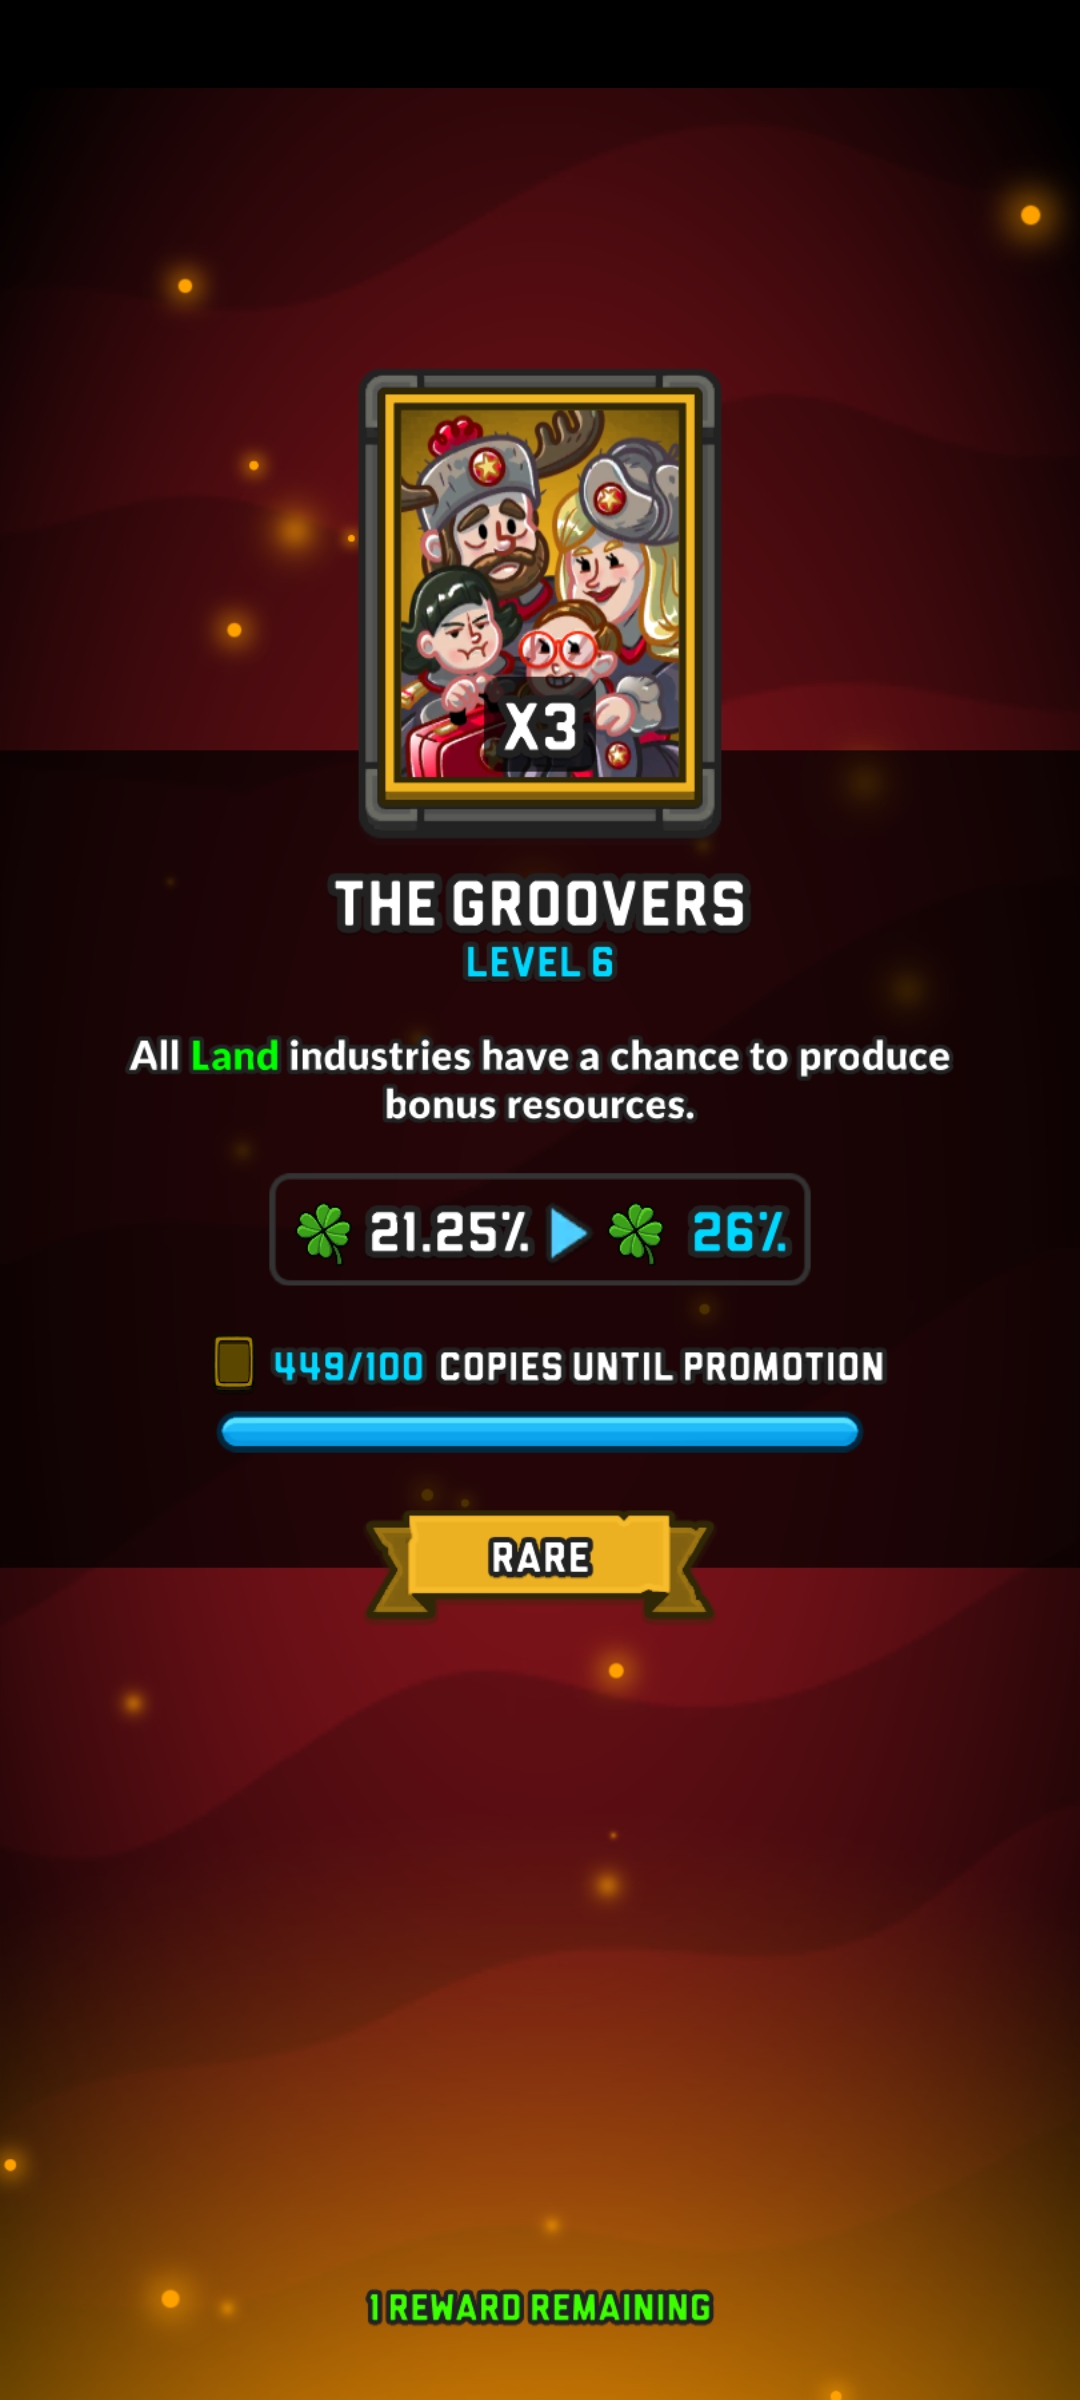 X3
THE GROOVERS
LEVEL 6
All Land industries have a chance to produce
bonus resources.
21.25% 26%
449/100 COPIES UNTIL PROMOTION
RARE
1 REWARD REMAINING